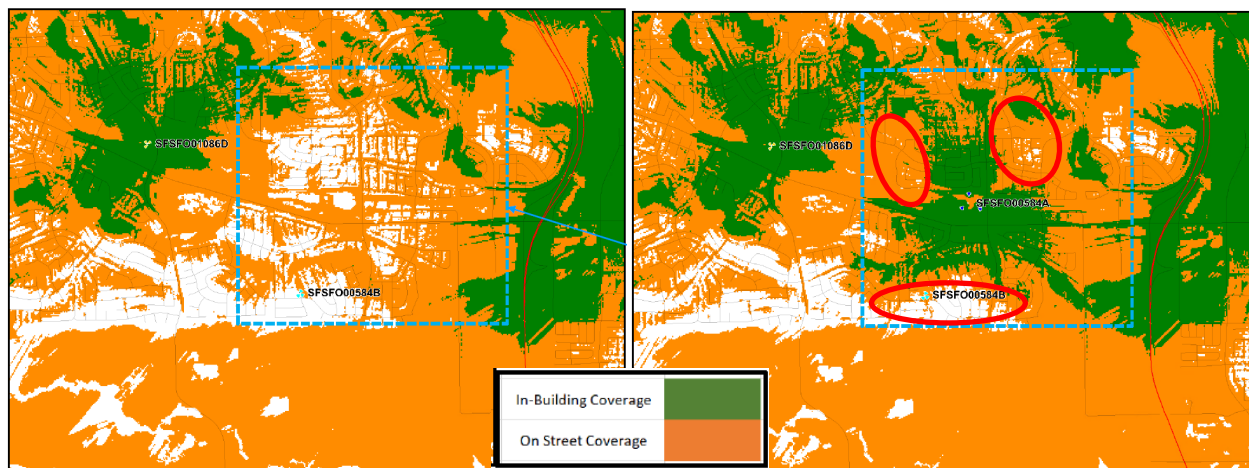 SFSFO01086D
SFSFO00584B
SFSFO01086D
SFSFO00584A
SFSFO00584B
In-Building Coverage
On Street Coverage